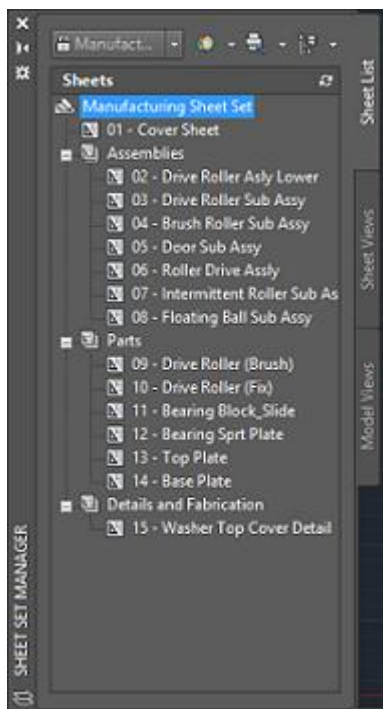 Manufact...
Sheets
Manufacturing Sheet Set
01 - Cover Sheet
Assemblies
02 - Drive Roller Asly Lower
03 - Drive Roller Sub Assy
04 - Brush Roller Sub Assy
05 - Door Sub Assy
06 - Roller Drive Assly
07 - Intermittent Roller Sub As
08 - Floating Ball Sub Assy
Parts
09 - Drive Roller (Brush)
10 - Drive Roller (Fix)
11 - Bearing Block_Slide
12 - Bearing Sprt Plate
13 - Top Plate
14 - Base Plate
Details and Fabrication
15 - Washer Top Cover Detail
Sheet List
Sheet Views
Model Views
SHEET SET MANAGER